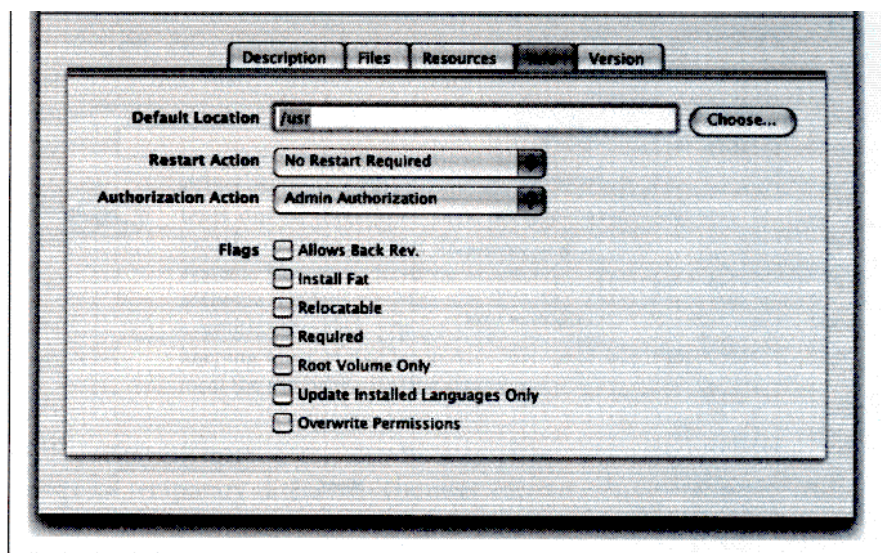 Description Files Resources Version
Default Location /usr Choose...
Restart Action No Restart Required
Authorization Action Admin Authorization
Flags Allows Back Rev.
Install Fat
Relocatable
Required
Root Volume Only
Update Installed Languages Only
Overwrite Permissions